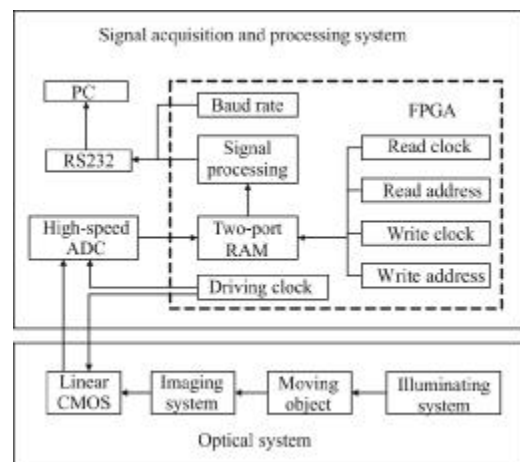 Signal acquisition and processing system
PC
Baud rate
FPGA
RS232
Signal
processing
Read clock
Read address
High-speed
ADC
Two-port
RAM
Write clock
Write address
Driving clock
Linear
CMOS
Imaging
system
Moving
object
Illuminating
system
Optical system